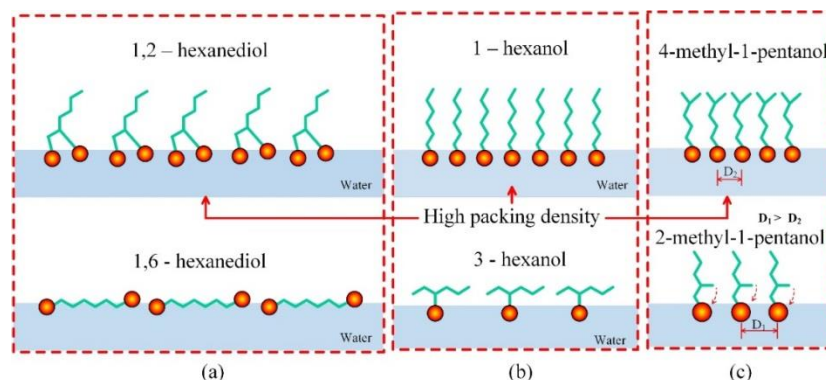 1,2 – hexanediol
Water
1,6 - hexanediol
Water
(a)
1 – hexanol
Water
High packing density
3 - hexanol
Water
(b)
4-methyl-1-pentanol
D₂
D₁ > D₂
2-methyl-1-pentanol
D₁
(c)